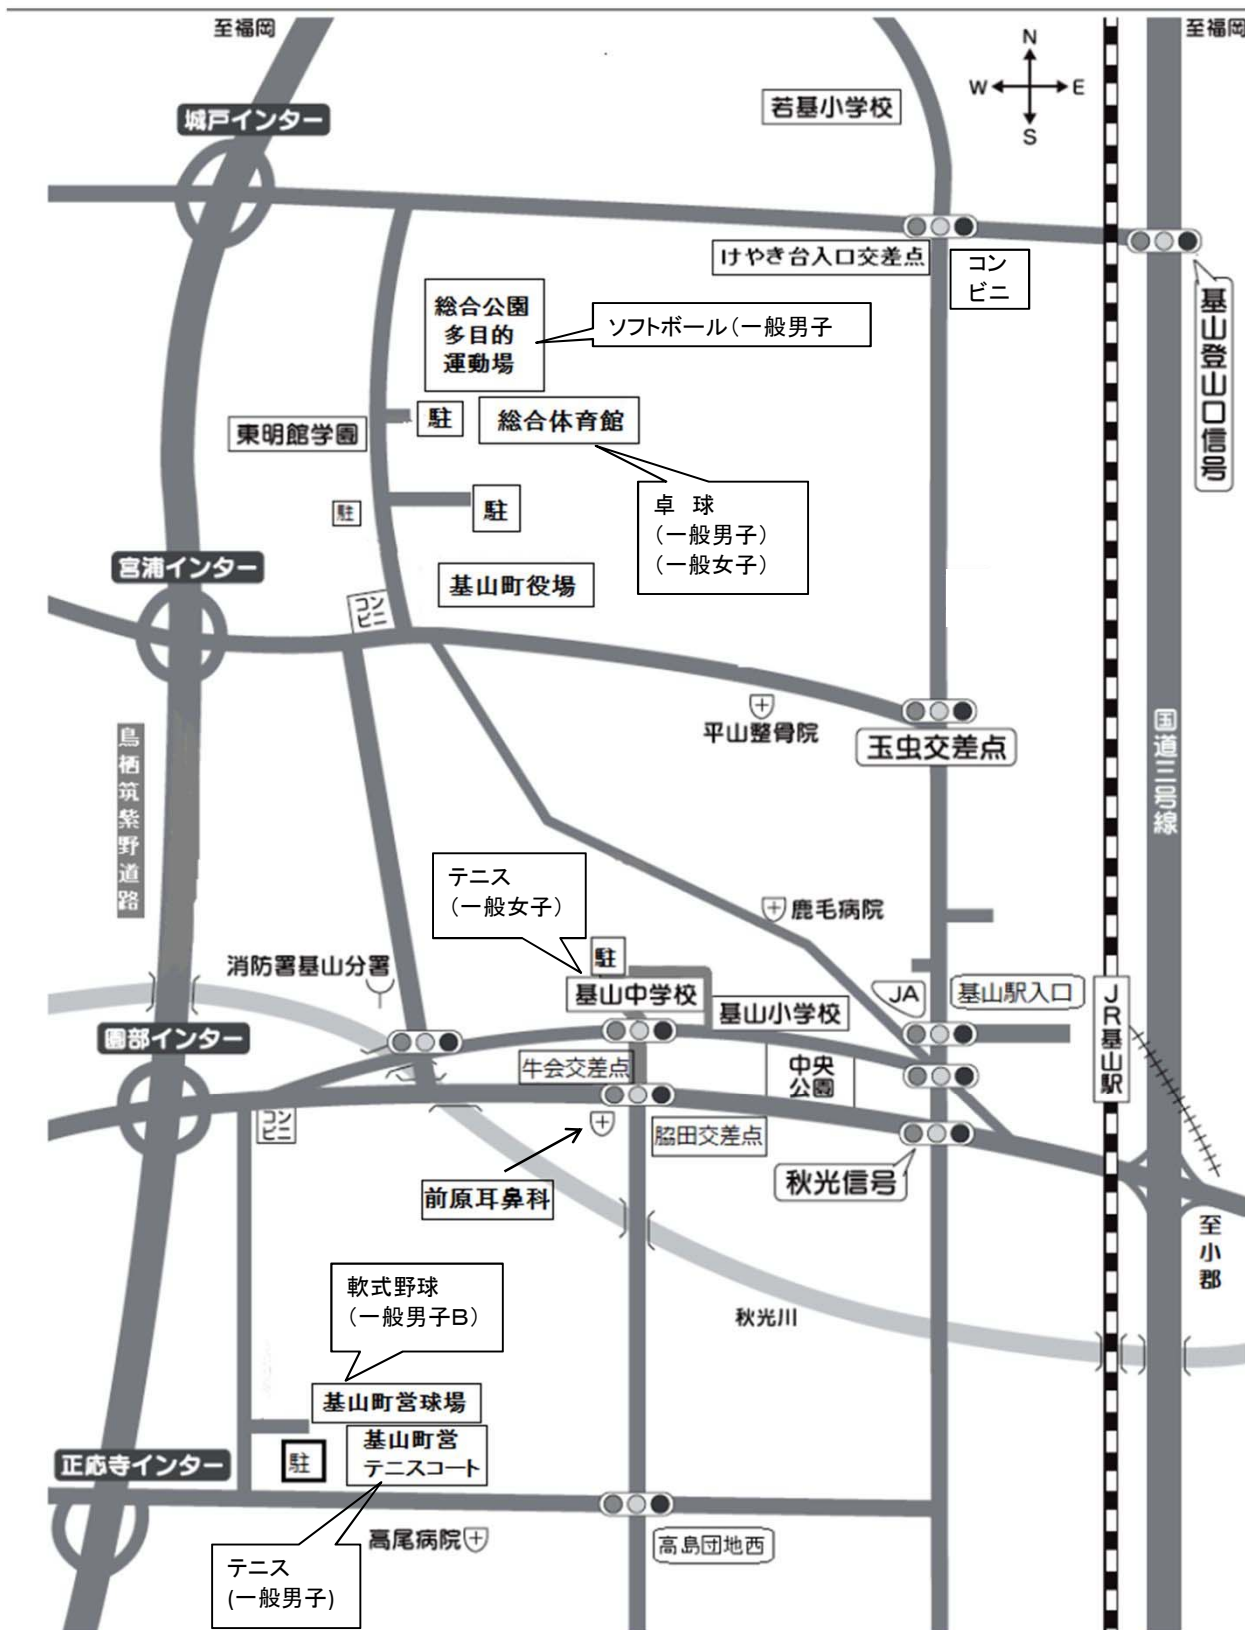 至福岡
至福岡
N
W
E
S
城戸インター
若基小学校
けやき台入口交差点
コン
ビニ
基山登山口信号
総合公園
多目的
運動場
ソフトボール（一般男子
東明館学園
駐
総合体育館
卓 球
（一般男子）
（一般女子）
駐
駐
宮浦インター
基山町役場
コン
ビニ
平山整骨院
玉虫交差点
鳥栖筑紫野道路
国道三号線
テニス
（一般女子）
鹿毛病院
消防署基山分署
駐
基山中学校
基山小学校
JA
基山駅入口
JR基山駅
園部インター
牛会交差点
中央
公園
コン
ビニ
脇田交差点
秋光信号
前原耳鼻科
至小郡
軟式野球
（一般男子B）
秋光川
基山町営球場
基山町営
テニスコート
駐
正応寺インター
高尾病院
高島団地西
テニス
(一般男子)